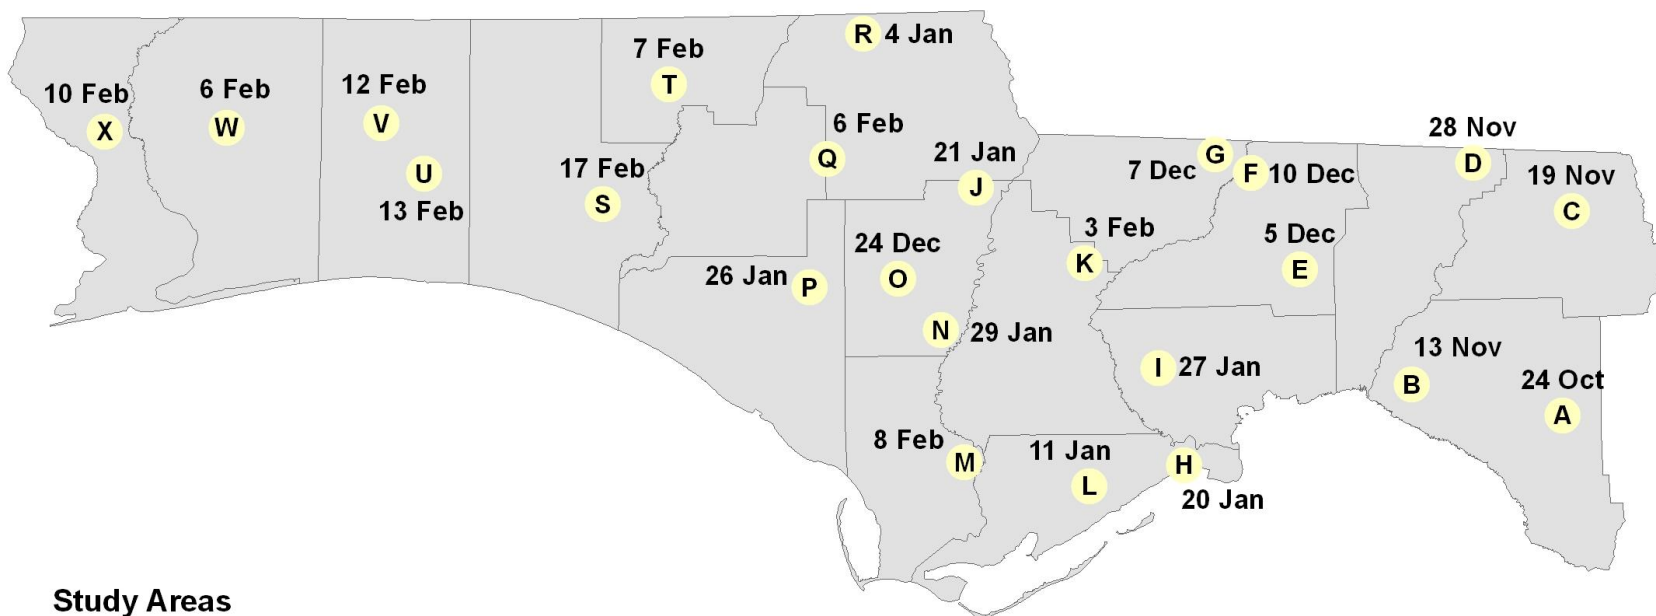 R 4 Jan
7 Feb
T
10 Feb
X
6 Feb
W
12 Feb
V
U
13 Feb
17 Feb
S
6 Feb
Q
21 Jan
J
7 Dec
G
F 10 Dec
28 Nov
D
19 Nov
C
3 Feb
K
5 Dec
E
24 Dec
O
26 Jan P
N 29 Jan
I 27 Jan
13 Nov
B
24 Oct
A
8 Feb
M
11 Jan
L
H
20 Jan
Study Areas